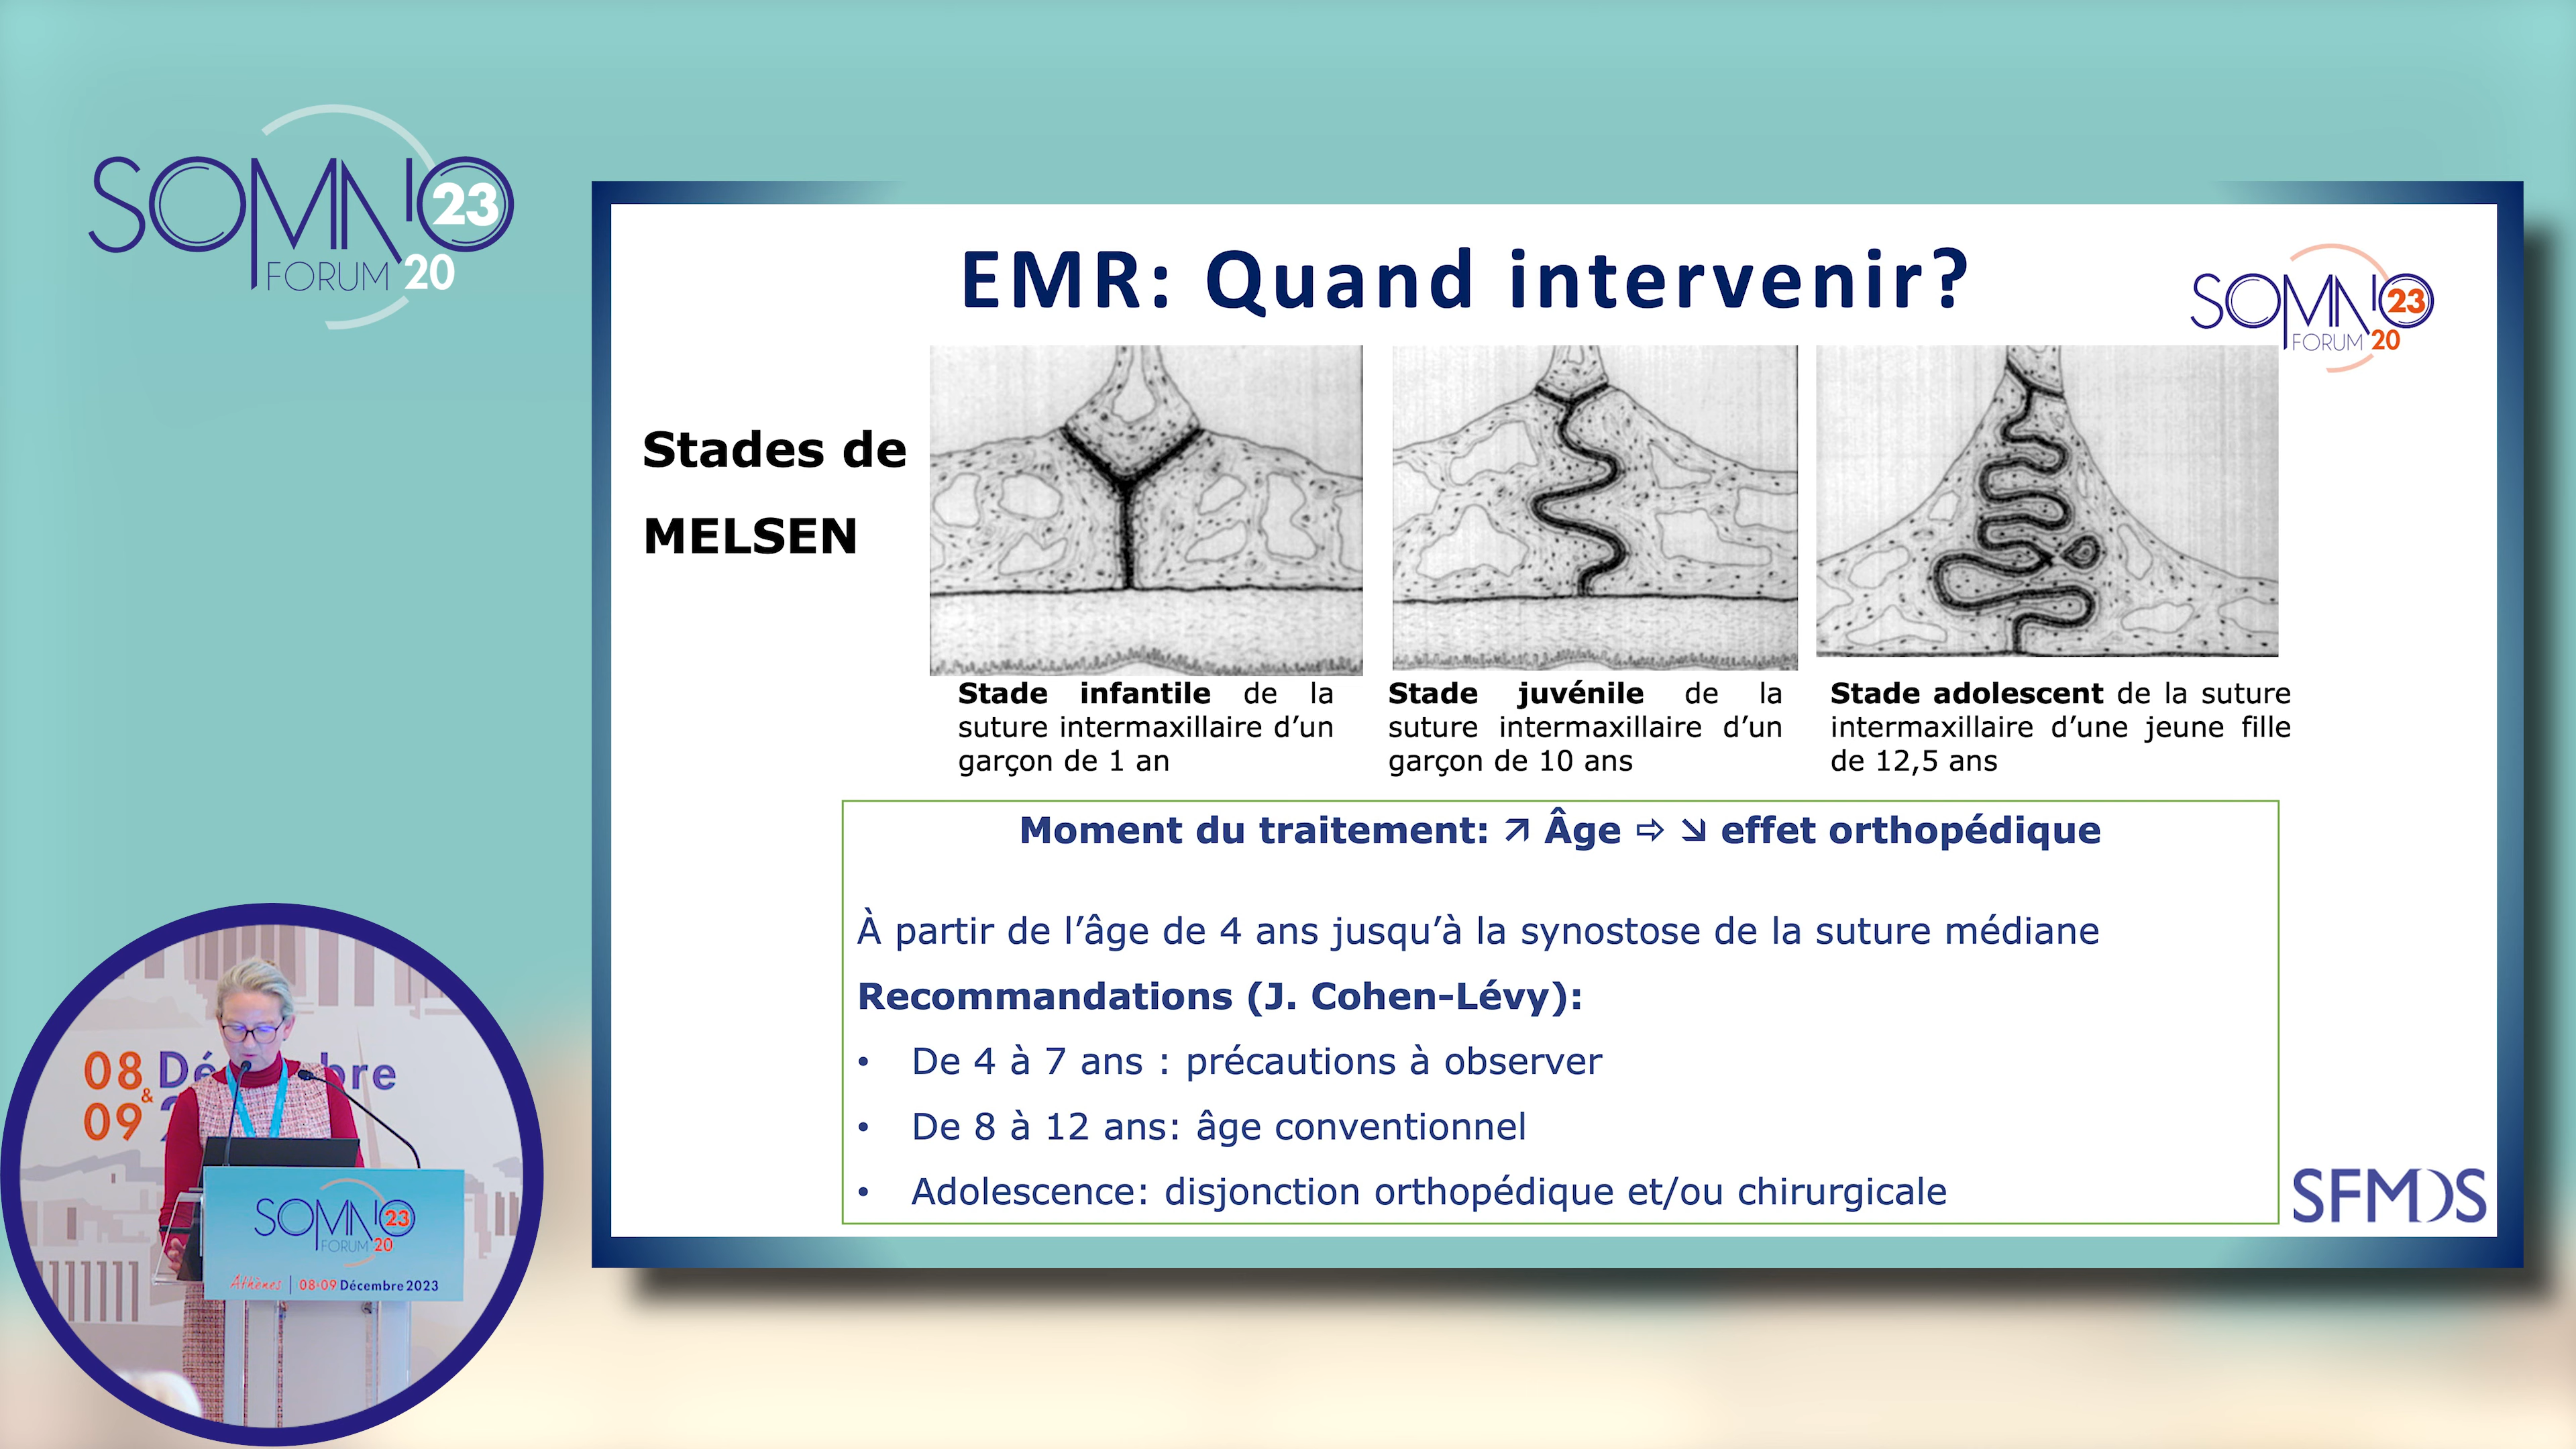 SOMNO 23
FORUM 20
EMR: Quand intervenir?
SOMNO 23
FORUM 20
Stades de
MELSEN
Stade infantile de la
suture intermaxillaire d’un
garçon de 1 an
Stade juvénile de la
suture intermaxillaire d’un
garçon de 10 ans
Stade adolescent de la suture
intermaxillaire d’une jeune fille
de 12,5 ans
Moment du traitement: ↗ Âge ⇨ ↘ effet orthopédique
À partir de l’âge de 4 ans jusqu’à la synostose de la suture médiane
Recommandations (J. Cohen-Lévy):
• De 4 à 7 ans : précautions à observer
• De 8 à 12 ans: âge conventionnel
• Adolescence: disjonction orthopédique et/ou chirurgicale
SFMDS
08
&
09
SOMNO 23
FORUM 20
Athènes | 08-09 Décembre 2023